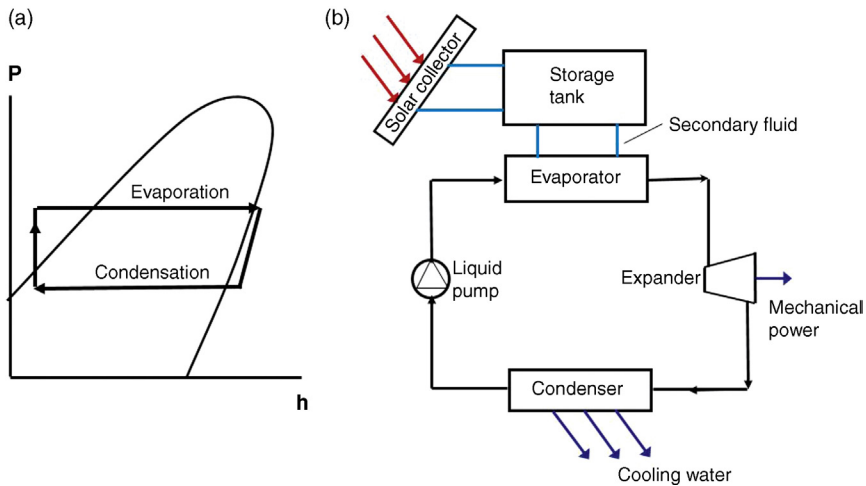 (a)
P
Evaporation
Condensation
h
(b)
Solar collector
Storage
tank
Secondary fluid
Evaporator
Liquid
pump
Expander
Mechanical
power
Condenser
Cooling water